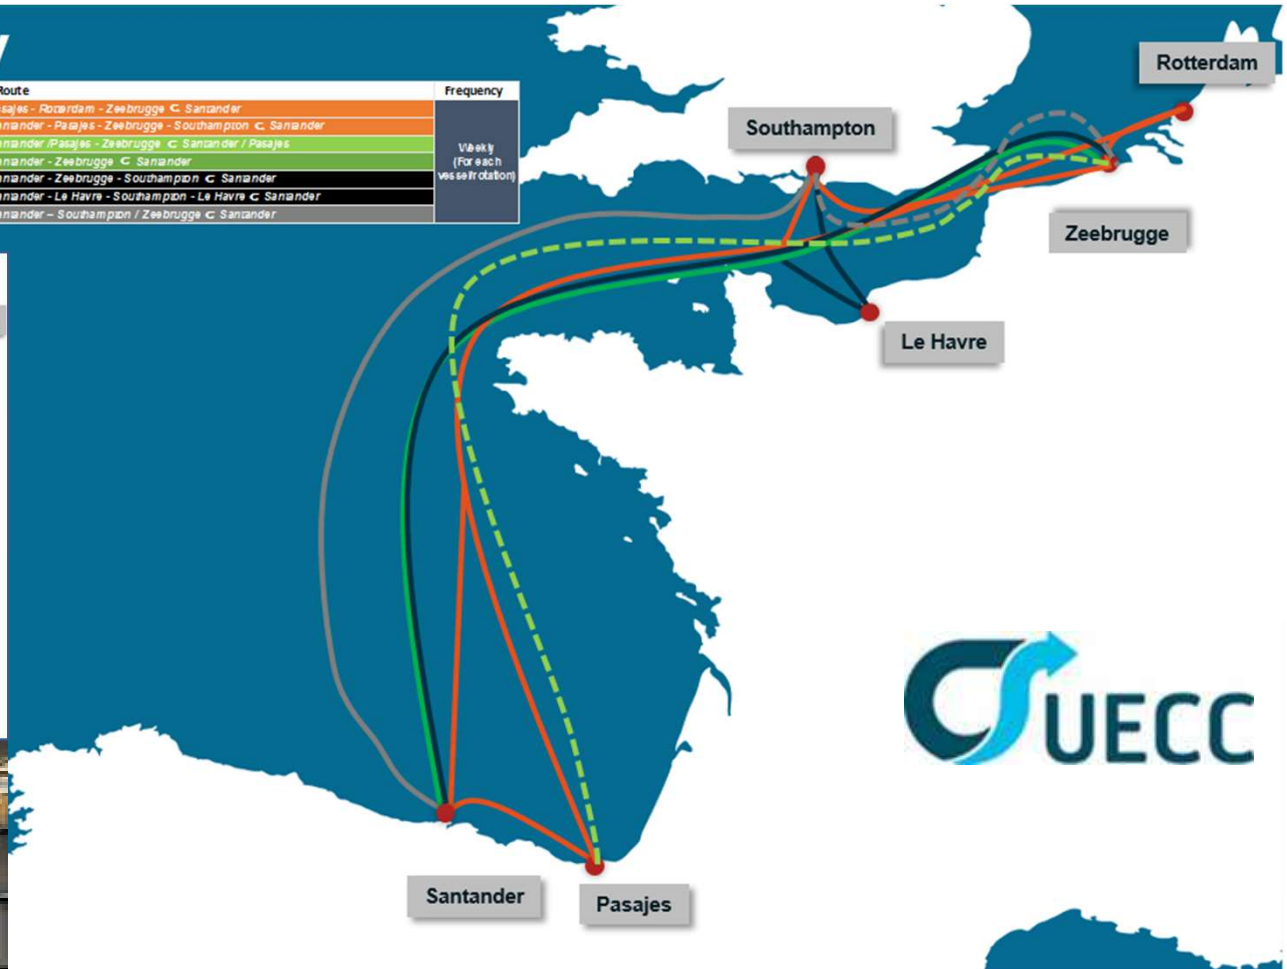 Route Frequency
sajes - Rotterdam - Zeebrugge C Santander
antander - Pasajes - Zeebrugge - Southampton C Santander
antander /Pasajes - Zeebrugge C Santander / Pasajes
antander - Zeebrugge C Santander
antander - Zeebrugge - Southampton C Santander
antander - Le Havre - Southampton - Le Havre C Santander
antander – Southampton / Zeebrugge C Santander
Weekly
(For each
vessel rotation)
Rotterdam
Southampton
Zeebrugge
Le Havre
UECC
Santander
Pasajes